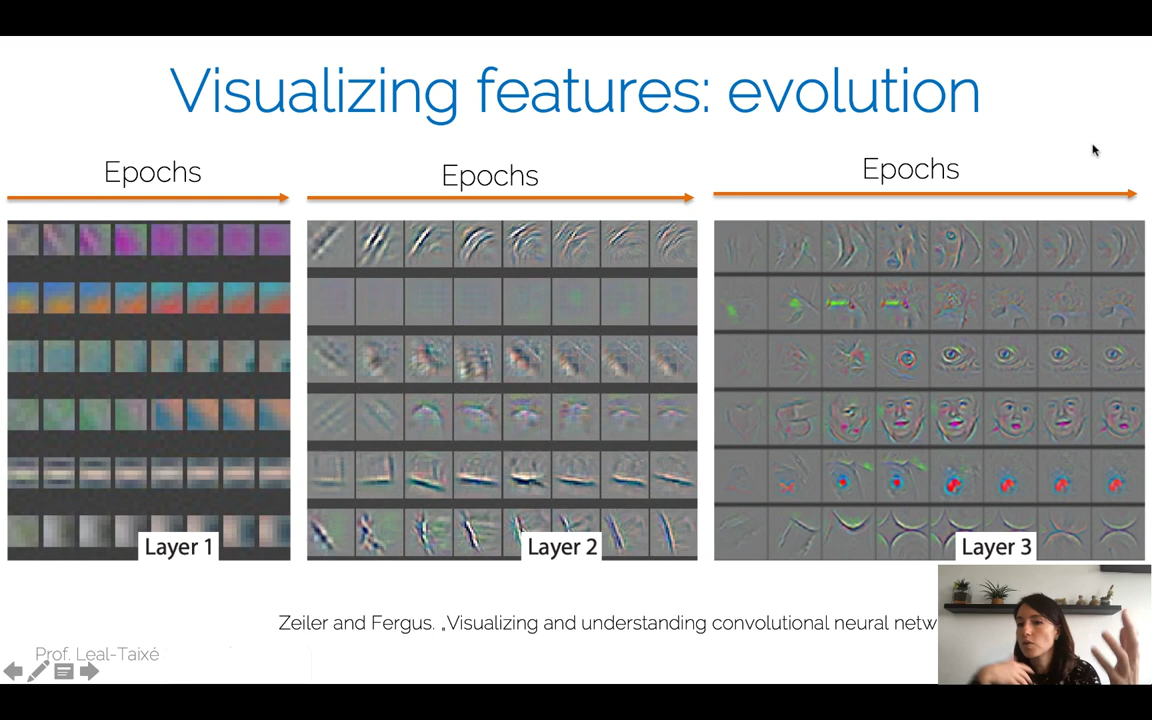 Visualizing features: evolution
Epochs
Epochs
Epochs
Layer 1
Layer 2
Layer 3
Zeiler and Fergus. „Visualizing and understanding convolutional neural netw
Prof. Leal-Taixé